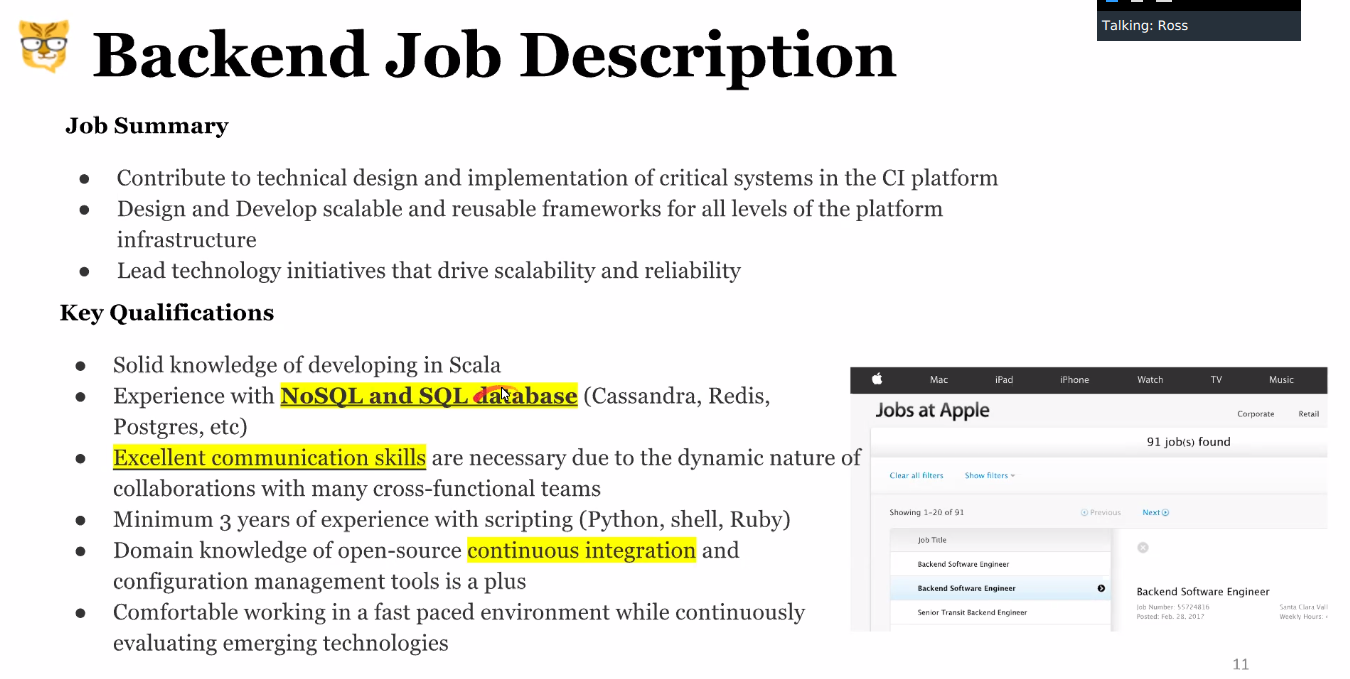 Talking: Ross
Backend Job Description
Job Summary
● Contribute to technical design and implementation of critical systems in the CI platform
● Design and Develop scalable and reusable frameworks for all levels of the platform
infrastructure
● Lead technology initiatives that drive scalability and reliability
Key Qualifications
● Solid knowledge of developing in Scala
● Experience with NoSQL and SQL database (Cassandra, Redis,
Postgres, etc)
● Excellent communication skills are necessary due to the dynamic nature of
collaborations with many cross-functional teams
● Minimum 3 years of experience with scripting (Python, shell, Ruby)
● Domain knowledge of open-source continuous integration and
configuration management tools is a plus
● Comfortable working in a fast paced environment while continuously
evaluating emerging technologies
Mac iPad iPhone Watch TV Music
Jobs at Apple
Corporate Retail
91 job(s) found
Clear all filters Show filters
Showing 1-20 of 91 Previous Next
Job Title
Backend Software Engineer
Backend Software Engineer
Senior Transit Backend Engineer
Backend Software Engineer
Job Number: 55724816 Santa Clara Vall
Posted: Feb. 28, 2017 Weekly Hours:
11